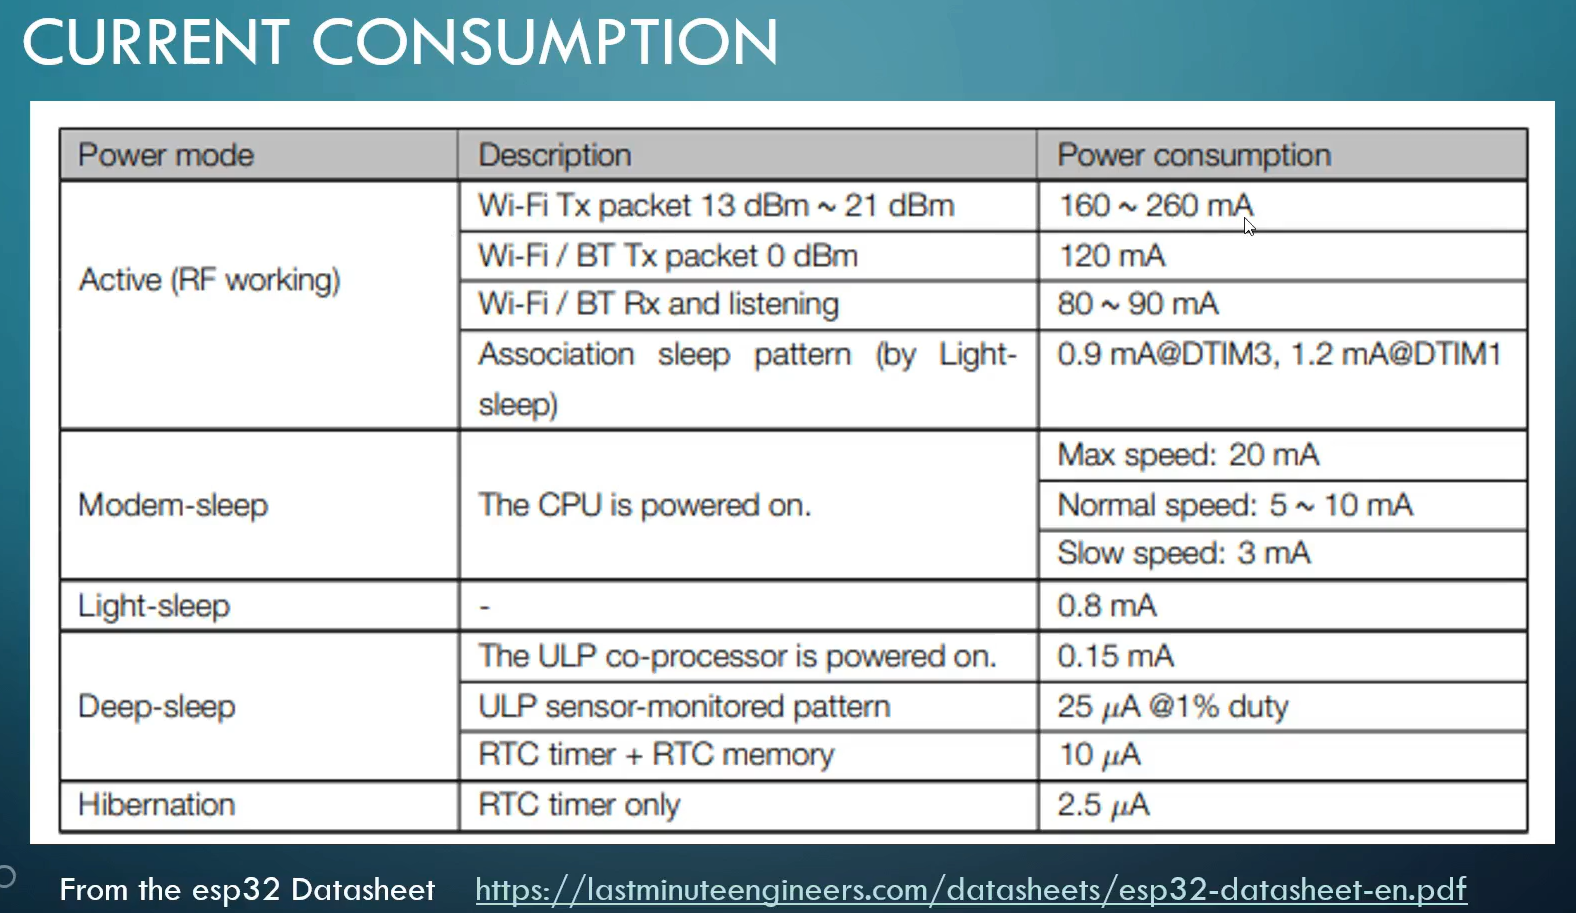 CURRENT CONSUMPTION
Power mode Description Power consumption
Active (RF working)
Wi-Fi Tx packet 13 dBm ~ 21 dBm 160 ~ 260 mA
Wi-Fi / BT Tx packet 0 dBm 120 mA
Wi-Fi / BT Rx and listening 80 ~ 90 mA
Association sleep pattern (by Light- 0.9 mA@DTIM3, 1.2 mA@DTIM1
sleep)
Modem-sleep
The CPU is powered on.
Max speed: 20 mA
Normal speed: 5 ~ 10 mA
Slow speed: 3 mA
Light-sleep - 0.8 mA
Deep-sleep
The ULP co-processor is powered on. 0.15 mA
ULP sensor-monitored pattern 25 μA @1% duty
RTC timer + RTC memory 10 μA
Hibernation RTC timer only 2.5 μA
From the esp32 Datasheet https://lastminuteengineers.com/datasheets/esp32-datasheet-en.pdf